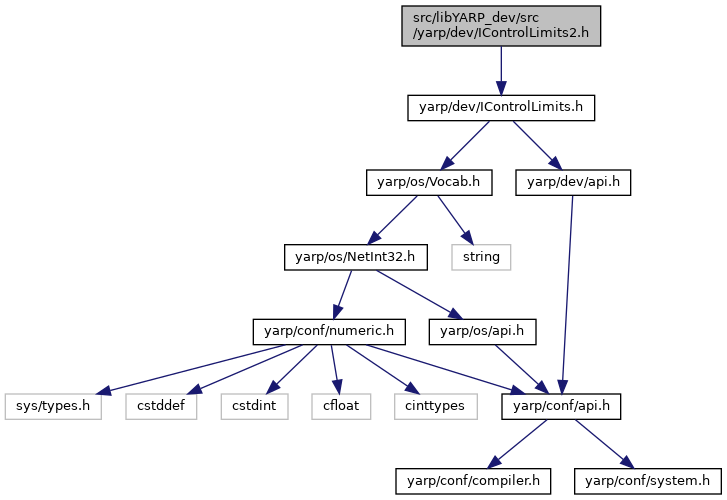 src/libYARP_dev/src
/yarp/dev/IControlLimits2.h
yarp/dev/IControlLimits.h
yarp/os/Vocab.h
yarp/dev/api.h
yarp/os/NetInt32.h
string
yarp/conf/numeric.h
yarp/os/api.h
sys/types.h
cstddef
cstdint
cfloat
cinttypes
yarp/conf/api.h
yarp/conf/compiler.h
yarp/conf/system.h